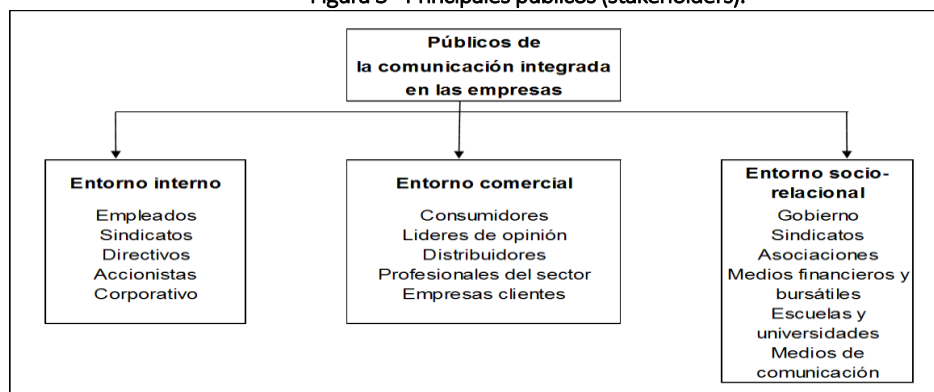 Figura 3 - Principales públicos (stakeholders).
Públicos de
la comunicación integrada
en las empresas
Entorno interno
Empleados
Sindicatos
Directivos
Accionistas
Corporativo
Entorno comercial
Consumidores
Lideres de opinión
Distribuidores
Profesionales del sector
Empresas clientes
Entorno socio-
relacional
Gobierno
Sindicatos
Asociaciones
Medios financieros y
bursátiles
Escuelas y
universidades
Medios de
comunicación